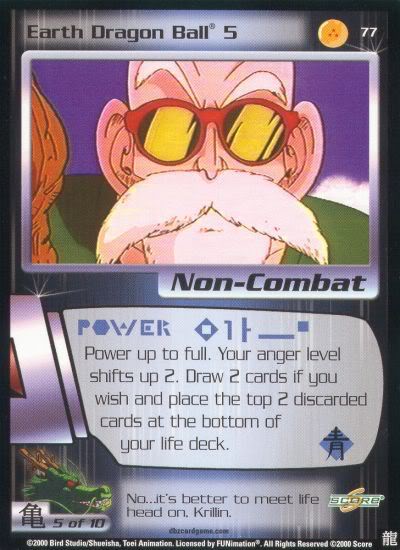 Earth Dragon Ball® 5
77
Non-Combat
POWER
Power up to full. Your anger level
shifts up 2. Draw 2 cards if you
wish and place the top 2 discarded
cards at the bottom of
your life deck.
青
No...it's better to meet life
head on, Krillin.
SCORE
亀 5 of 10
dbzcardgame.com
龍
©2000 Bird Studio/Shueisha, Toei Animation. Licensed by FUNimation®. All Rights Reserved ©2000 Score